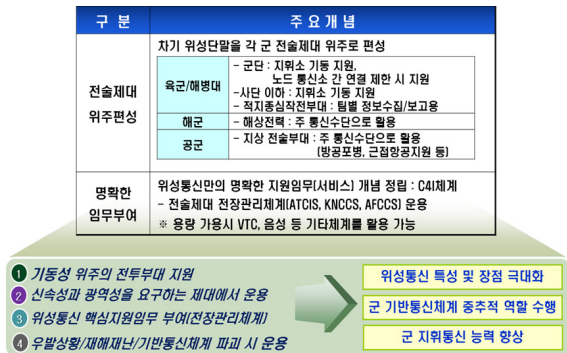 구 분 주 요 개 념
차기 위성단말을 각 군 전술제대 위주로 편성
전술제대
위주편성
육군/해병대
- 군단 : 지휘소 기동 지원,
노드 통신소 간 연결 제한 시 지원
-사단 이하 : 지휘소 기동 지원
- 적지종심작전부대 : 팀별 정보수집/보고용
해군 - 해상전력 : 주 통신수단으로 활용
공군 - 지상 전술부대 : 주 통신수단으로 활용
(방공포병, 근접항공지원 등)
명확한
임무부여
위성통신만의 명확한 지원임무(서비스) 개념 정립 : C4I체계
- 전술제대 전장관리체계(ATCIS, KNCCS, AFCCS) 운용
※ 용량 가용시 VTC, 음성 등 기타체계를 활용 가능
1 기동성 위주의 전투부대 지원
2 신속성과 광역성을 요구하는 제대에서 운용
3 위성통신 핵심지원임무 부여(전장관리체계)
4 우발상황/재해재난/기반통신체계 파괴 시 운용
위성통신 특성 및 장점 극대화
군 기반통신체계 중추적 역할 수행
군 지휘통신 능력 향상